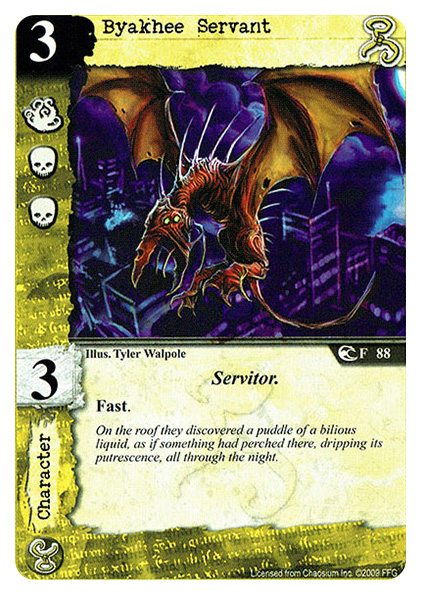 3
Byakhee Servant
Illus. Tyler Walpole
F 88
3
Servitor.
Fast.
On the roof they discovered a puddle of a bilious
liquid, as if something had perched there, dripping its
putrescence, all through the night.
Character
Licensed from Chaosium Inc. ©2009 FFG